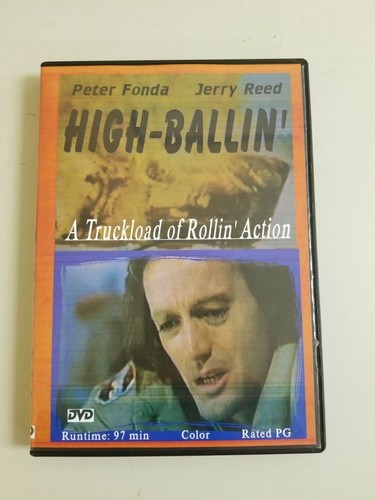 Peter Fonda Jerry Reed
HIGH-BALLIN'
A Truckload of Rollin' Action
DVD
Runtime: 97 min Color Rated PG